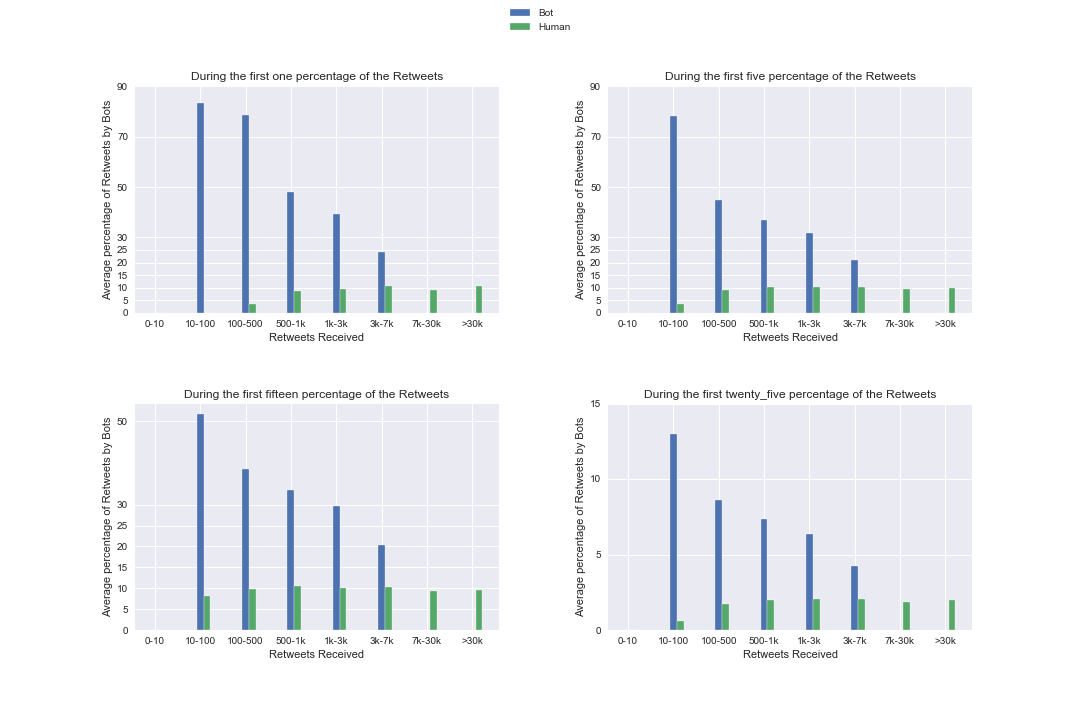 Bot
Human
During the first one percentage of the Retweets
Average percentage of Retweets by Bots
90
70
50
30
25
20
15
10
5
0
0-10 10-100 100-500 500-1k 1k-3k 3k-7k 7k-30k >30k
Retweets Received
During the first five percentage of the Retweets
Average percentage of Retweets by Bots
90
70
50
30
25
20
15
10
5
0
0-10 10-100 100-500 500-1k 1k-3k 3k-7k 7k-30k >30k
Retweets Received
During the first fifteen percentage of the Retweets
Average percentage of Retweets by Bots
50
30
25
20
15
10
5
0
0-10 10-100 100-500 500-1k 1k-3k 3k-7k 7k-30k >30k
Retweets Received
During the first twenty_five percentage of the Retweets
Average percentage of Retweets by Bots
15
10
5
0
0-10 10-100 100-500 500-1k 1k-3k 3k-7k 7k-30k >30k
Retweets Received